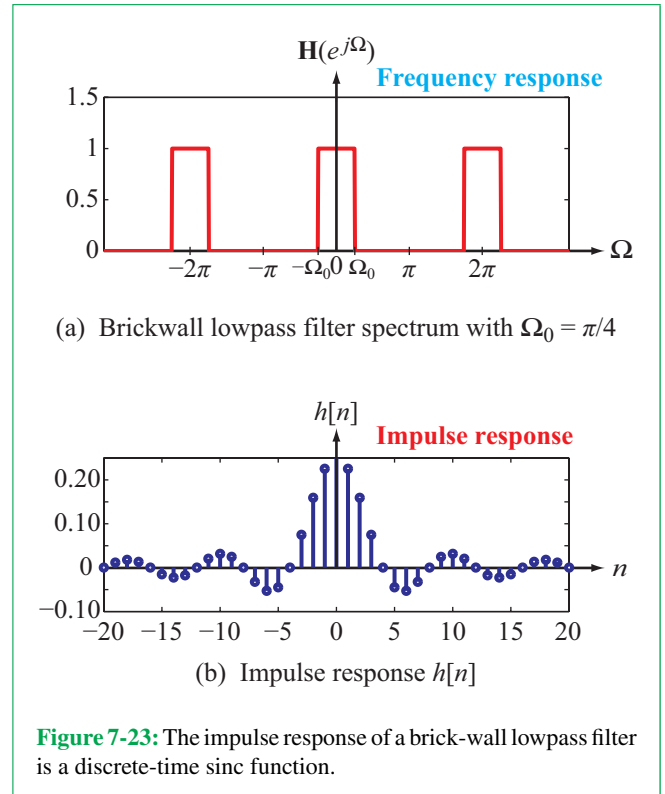 H(e^{jΩ})
Frequency response
1.5
1
0.5
0
−2π −π −Ω₀ 0 Ω₀ π 2π Ω
(a) Brickwall lowpass filter spectrum with Ω₀ = π/4
h[n]
Impulse response
0.20
0.10
0
n
−0.10
−20 −15 −10 −5 0 5 10 15 20
(b) Impulse response h[n]
Figure 7-23: The impulse response of a brick-wall lowpass filter
is a discrete-time sinc function.